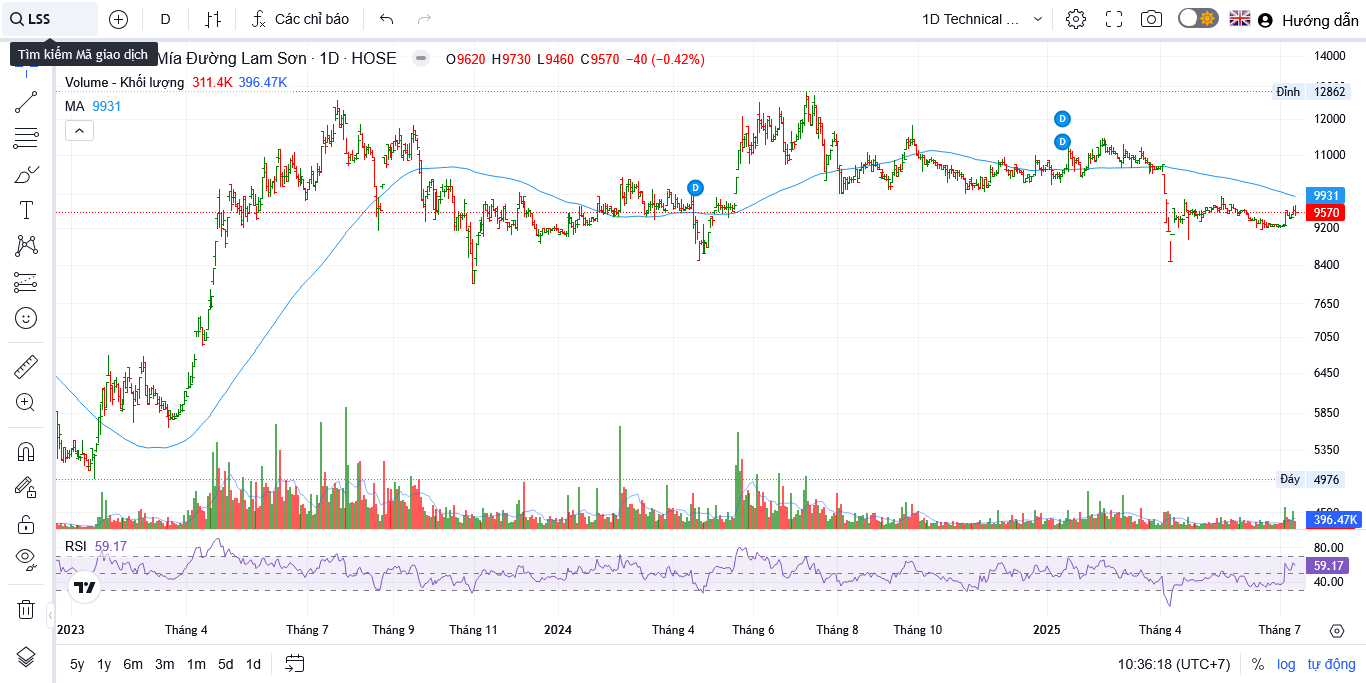 LSS
D
Các chỉ báo
1D Technical ...
Hướng dẫn
Tìm kiếm Mã giao dịch
Mía Đường Lam Sơn · 1D · HOSE
O9620 H9730 L9460 C9570 −40 (−0.42%)
Volume - Khối lượng 311.4K 396.47K
MA 9931
14000
Đỉnh 12862
12000
11000
9931
9570
9200
8400
7650
7050
6450
5850
5350
Đáy 4976
396.47K
D
D
D
RSI 59.17
80.00
59.17
40.00
2023 Tháng 4 Tháng 7 Tháng 9 Tháng 11 2024 Tháng 4 Tháng 6 Tháng 8 Tháng 10 2025 Tháng 4 Tháng 7
5y 1y 6m 3m 1m 5d 1d
10:36:18 (UTC+7) % log tự động